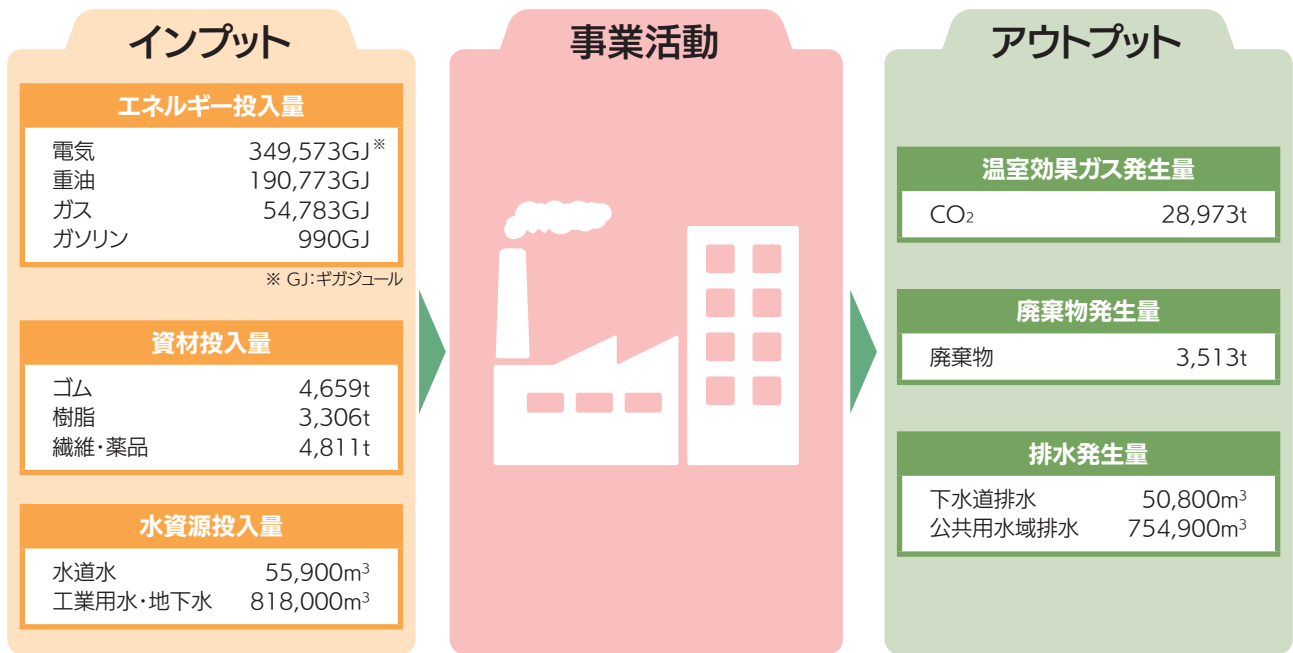 インプット
エネルギー投入量
電気 349,573GJ※
重油 190,773GJ
ガス 54,783GJ
ガソリン 990GJ
※ GJ:ギガジュール
資材投入量
ゴム 4,659t
樹脂 3,306t
繊維・薬品 4,811t
水資源投入量
水道水 55,900m³
工業用水・地下水 818,000m³
事業活動
アウトプット
温室効果ガス発生量
CO₂ 28,973t
廃棄物発生量
廃棄物 3,513t
排水発生量
下水道排水 50,800m³
公共用水域排水 754,900m³